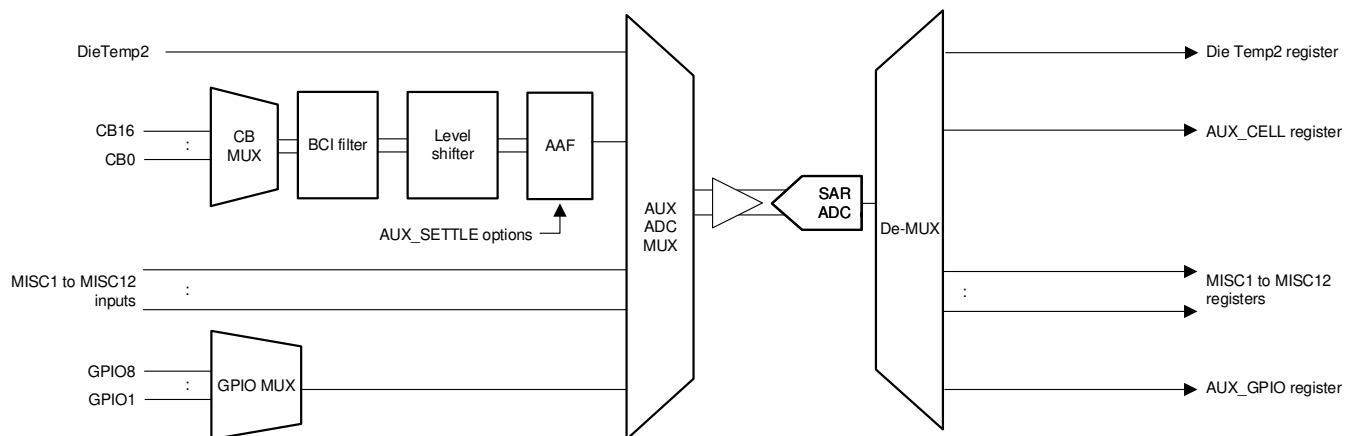 DieTemp2
CB16
:
CB0
CB
MUX
BCI filter
Level
shifter
AAF
AUX_SETTLE options
MISC1 to MISC12
inputs
:
GPIO8
:
GPIO1
GPIO MUX
AUX
ADC
MUX
SAR
ADC
De-MUX
Die Temp2 register
AUX_CELL register
:
MISC1 to MISC12
registers
AUX_GPIO register